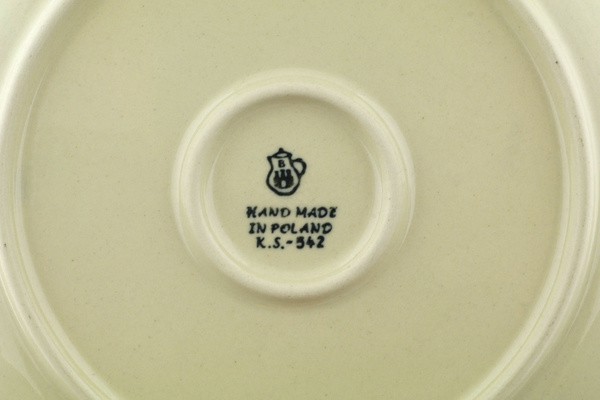 B
HAND MADE
IN POLAND
K.S.-542